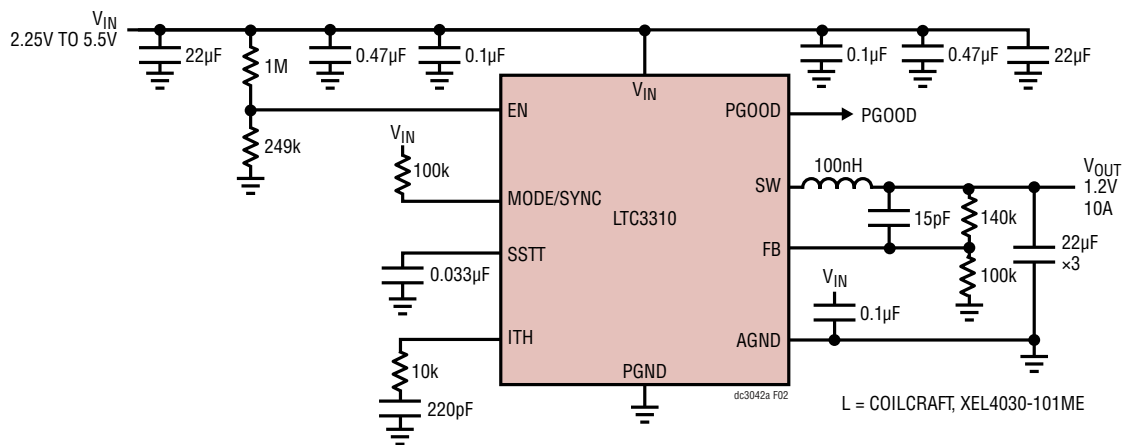 VIN
2.25V TO 5.5V
22µF
1M
0.47µF
0.1µF
0.1µF
0.47µF
22µF
VIN
EN
PGOOD
PGOOD
249k
VIN
100k
MODE/SYNC
LTC3310
SW
100nH
VOUT
1.2V
10A
15pF
140k
SSTT
FB
22µF
×3
0.033µF
100k
VIN
0.1µF
ITH
AGND
10k
PGND
220pF
dc3042a F02
L = COILCRAFT, XEL4030-101ME